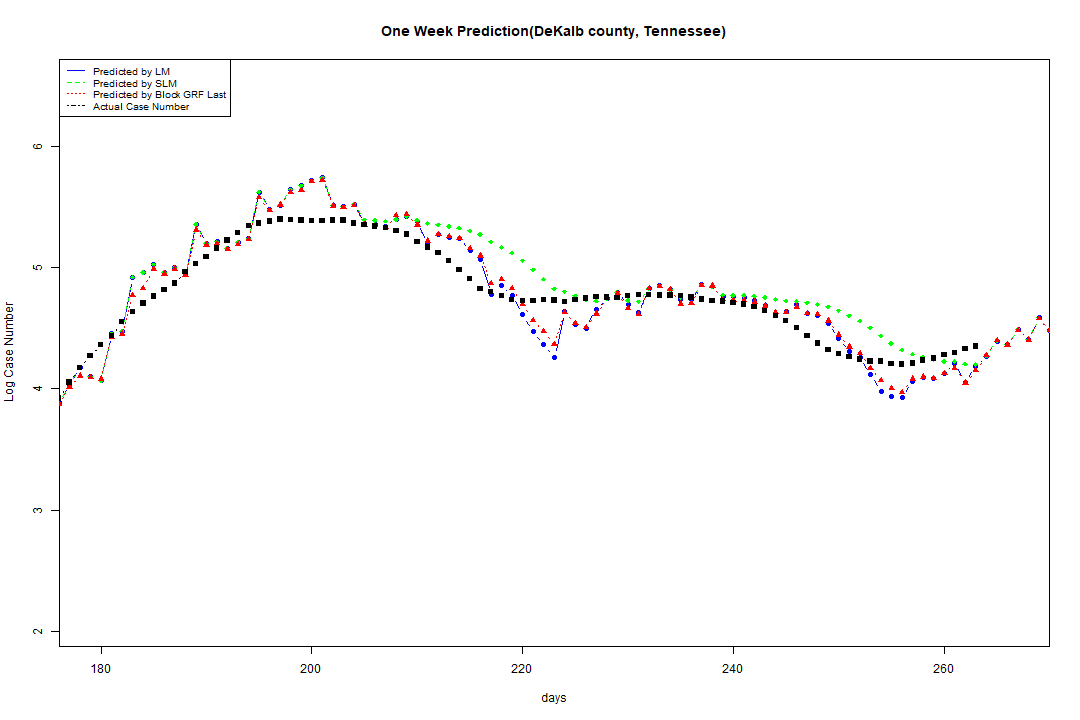 One Week Prediction(DeKalb county, Tennessee)
Predicted by LM
Predicted by SLM
Predicted by Block GRF Last
Actual Case Number
Log Case Number
6
5
4
3
2
180 200 220 240 260
days